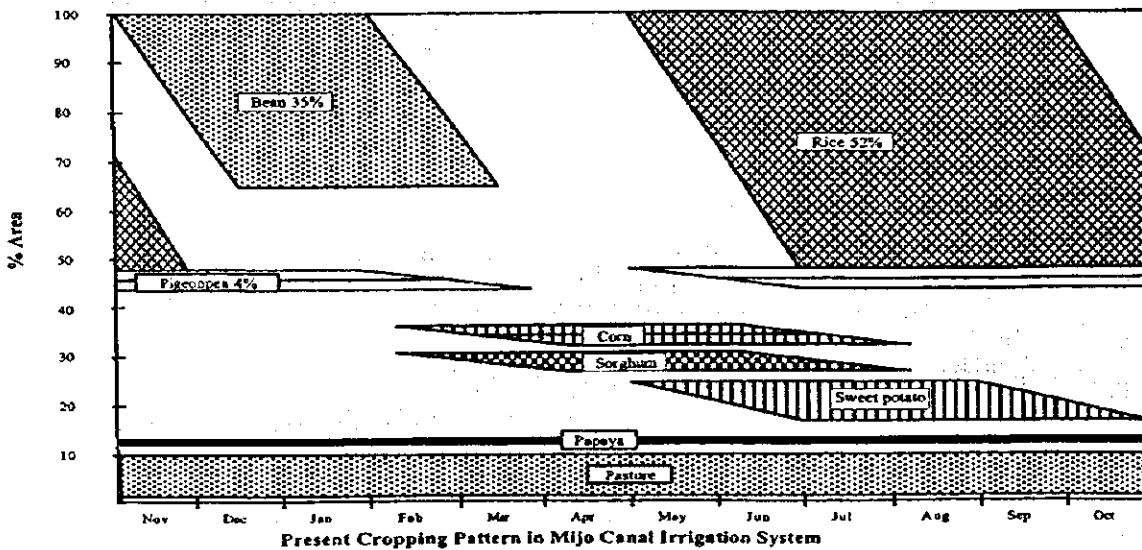 100
90
80
70
60
50
40
30
20
10
% Area
Bean 35%
Rice 52%
Pigeonpea 4%
Corn
Sorghum
Sweet potato
Papaya
Pasture
Nov Dec Jan Feb Mar Apr May Jun Jul Aug Sep Oct
Present Cropping Pattern in Mijo Canal Irrigation System